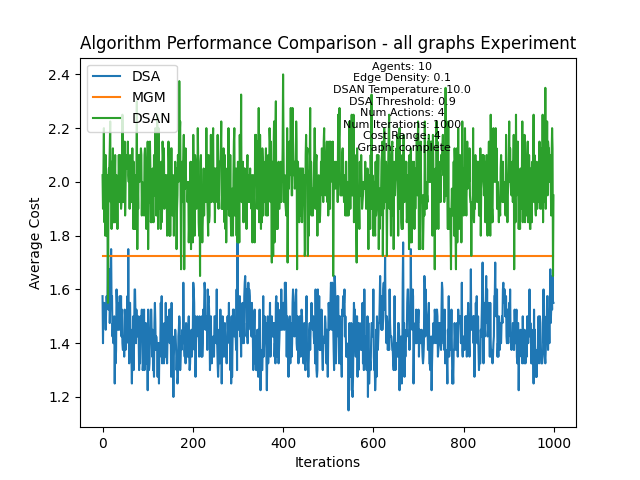 Algorithm Performance Comparison - all graphs Experiment
DSA
MGM
DSAN
Agents: 10
Edge Density: 0.1
DSAN Temperature: 10.0
DSA Threshold: 0.9
Num Actions: 4
Num Iterations: 1000
Cost Range: 4
Graph: complete
2.4
2.2
2.0
1.8
1.6
1.4
1.2
Average Cost
0 200 400 600 800 1000
Iterations